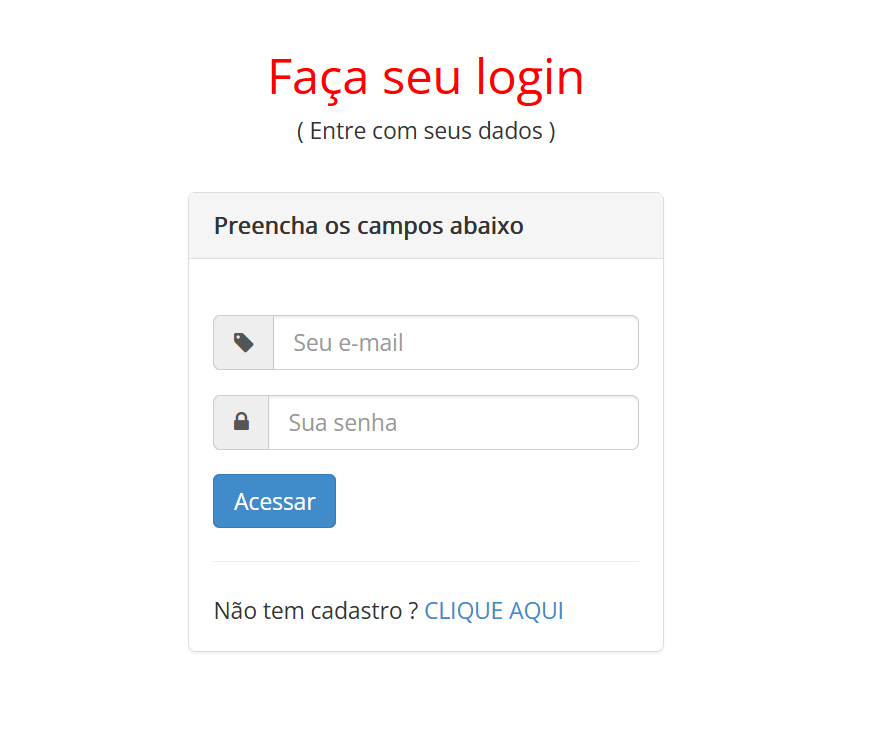 Faça seu login
( Entre com seus dados )
Preencha os campos abaixo
Seu e-mail
Sua senha
Acessar
Não tem cadastro ? CLIQUE AQUI